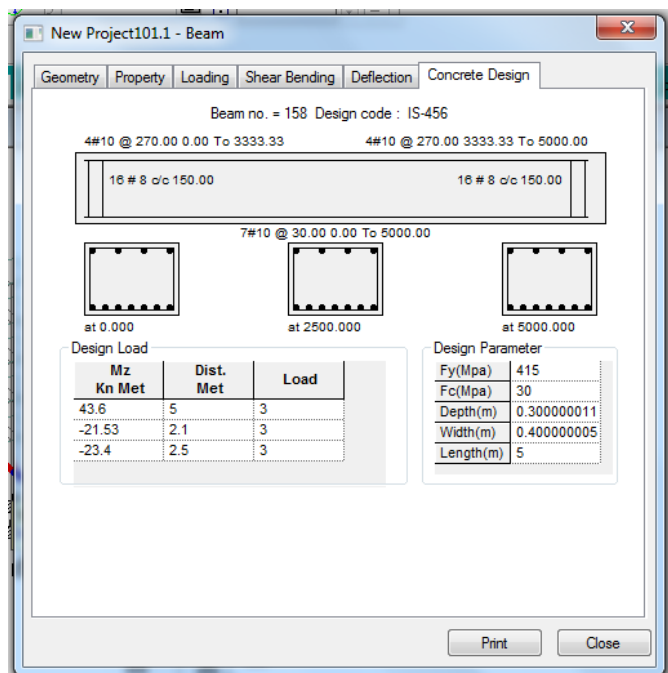 New Project101.1 - Beam
Geometry Property Loading Shear Bending Deflection Concrete Design
Beam no. = 158 Design code : IS-456
4#10 @ 270.00 0.00 To 3333.33 4#10 @ 270.00 3333.33 To 5000.00
16 # 8 c/c 150.00 16 # 8 c/c 150.00
7#10 @ 30.00 0.00 To 5000.00
at 0.000 at 2500.000 at 5000.000
Design Load Design Parameter
Mz Kn Met Dist. Met Load
43.6 5 3
-21.53 2.1 3
-23.4 2.5 3
Fy(Mpa) 415
Fc(Mpa) 30
Depth(m) 0.300000011
Width(m) 0.400000005
Length(m) 5
Print Close